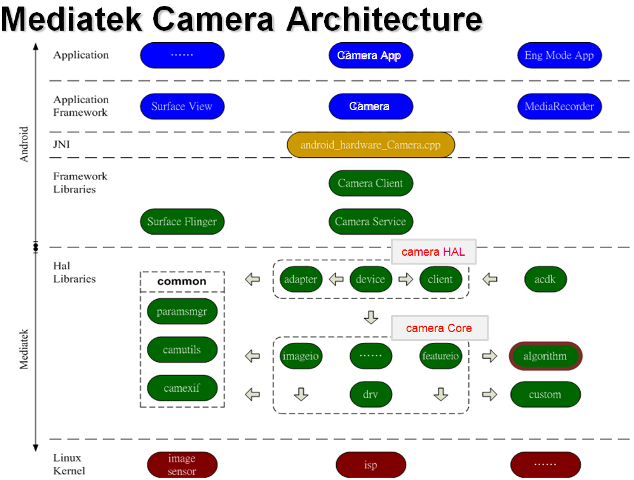 Mediatek Camera Architecture
Application
......
Camera App
Eng Mode App
Application
Framework
Surface View
Camera
MediaRecorder
JNI
android_hardware_Camera.cpp
Framework
Libraries
Camera Client
Surface Flinger
Camera Service
Android
Hal
Libraries
camera HAL
common
adapter
device
client
acdk
paramsmgr
camera Core
camutils
imageio
......
featureio
algorithm
camexif
drv
custom
Mediatek
Linux
Kernel
image
sensor
isp
......